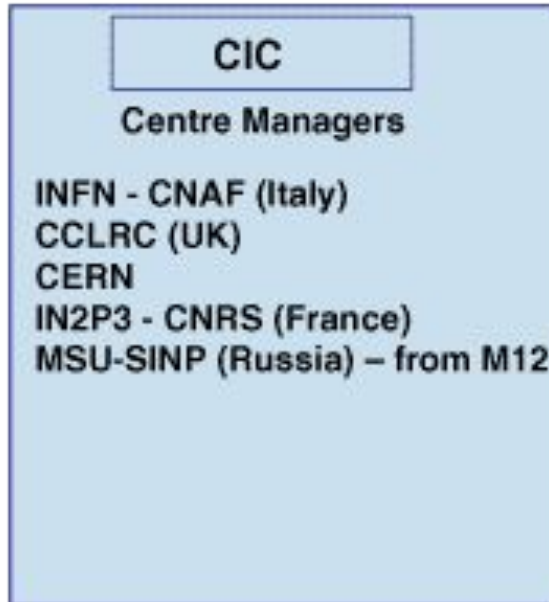 CIC
Centre Managers
INFN - CNAF (Italy)
CCLRC (UK)
CERN
IN2P3 - CNRS (France)
MSU-SINP (Russia) – from M12